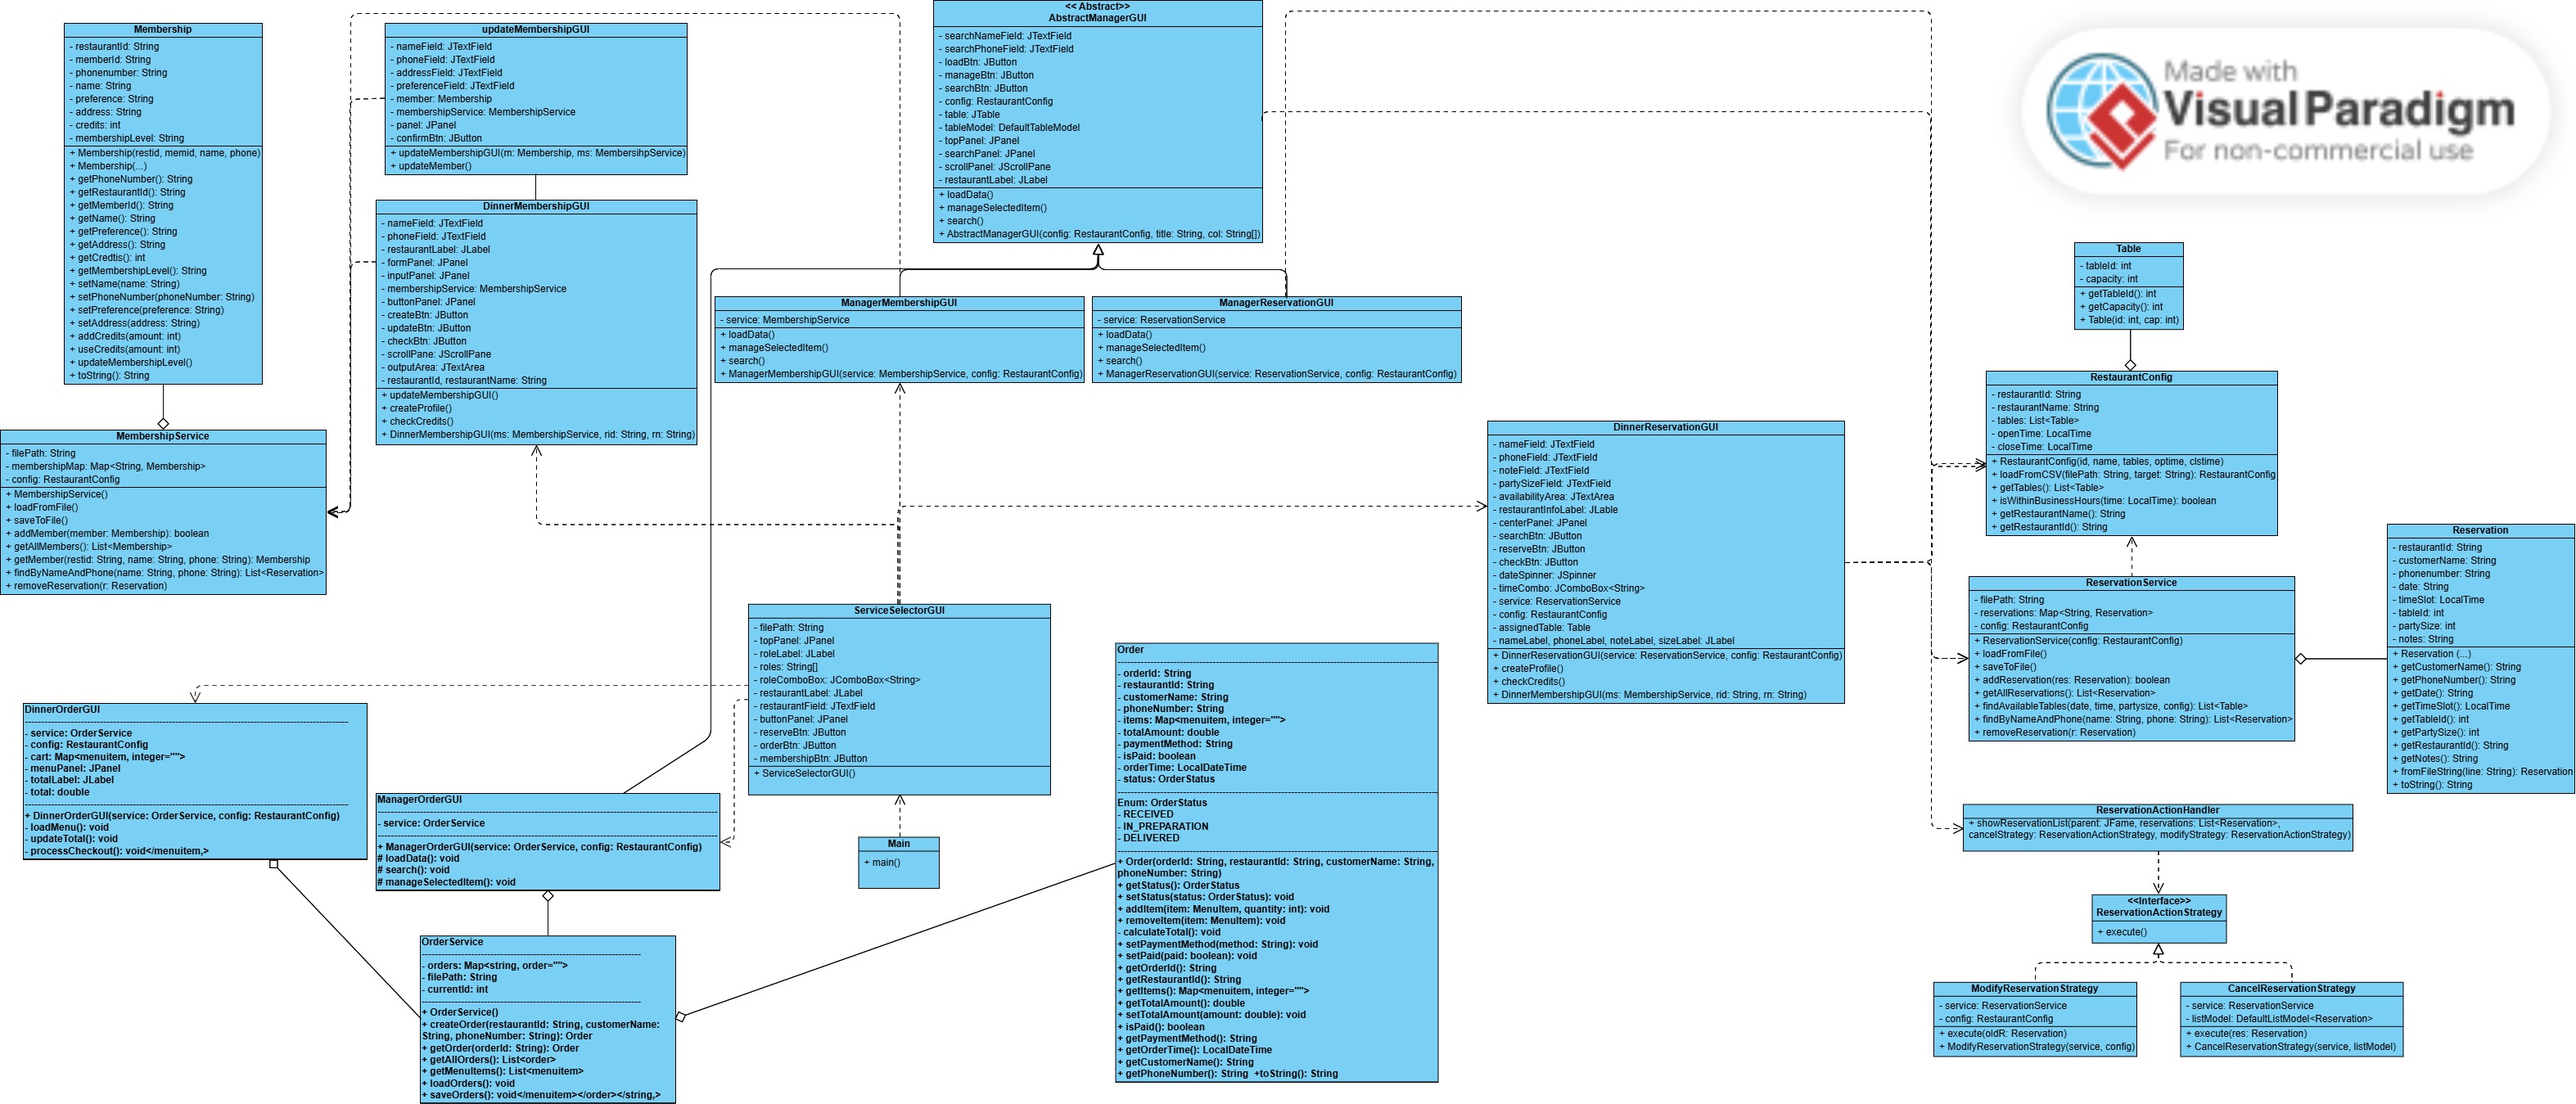 Membership
- restaurantId: String
- memberId: String
- phonenumber: String
- name: String
- preference: String
- address: String
- credits: int
- membershipLevel: String
+ Membership(restid, memid, name, phone)
+ Membership(...)
+ getPhoneNumber(): String
+ getRestaurantId(): String
+ getMemberId(): String
+ getName(): String
+ getPreference(): String
+ getAddress(): String
+ getCredtis(): int
+ getMembershipLevel(): String
+ setName(name: String)
+ setPhoneNumber(phoneNumber: String)
+ setPreference(preference: String)
+ setAddress(address: String)
+ addCredits(amount: int)
+ useCredits(amount: int)
+ updateMembershipLevel()
+ toString(): String
MembershipService
- filePath: String
- membershipMap: Map<String, Membership>
- config: RestaurantConfig
+ MembershipService()
+ loadFromFile()
+ saveToFile()
+ addMember(member: Membership): boolean
+ getAllMembers(): List<Membership>
+ getMember(restid: String, name: String, phone: String): Membership
+ findByNameAndPhone(name: String, phone: String): List<Reservation>
+ removeReservation(r: Reservation)
updateMembershipGUI
- nameField: JTextField
- phoneField: JTextField
- addressField: JTextField
- preferenceField: JTextField
- member: Membership
- membershipService: MembershipService
- panel: JPanel
- confirmBtn: JButton
+ updateMembershipGUI(m: Membership, ms: MembersihpService)
+ updateMember()
DinnerMembershipGUI
- nameField: JTextField
- phoneField: JTextField
- restaurantLabel: JLabel
- formPanel: JPanel
- inputPanel: JPanel
- membershipService: MembershipService
- buttonPanel: JPanel
- createBtn: JButton
- updateBtn: JButton
- checkBtn: JButton
- scrollPane: JScrollPane
- outputArea: JTextArea
- restaurantId, restaurantName: String
+ updateMembershipGUI()
+ createProfile()
+ checkCredits()
+ DinnerMembershipGUI(ms: MembershipService, rid: String, rn: String)
<< Abstract>>
AbstractManagerGUI
- searchNameField: JTextField
- searchPhoneField: JTextField
- loadBtn: JButton
- manageBtn: JButton
- searchBtn: JButton
- config: RestaurantConfig
- table: JTable
- tableModel: DefaultTableModel
- topPanel: JPanel
- searchPanel: JPanel
- scrollPanel: JScrollPane
- restaurantLabel: JLabel
+ loadData()
+ manageSelectedItem()
+ search()
+ AbstractManagerGUI(config: RestaurantConfig, title: String, col: String[])
ManagerMembershipGUI
- service: MembershipService
+ loadData()
+ manageSelectedItem()
+ search()
+ ManagerMembershipGUI(service: MembershipService, config: RestaurantConfig)
ManagerReservationGUI
- service: ReservationService
+ loadData()
+ manageSelectedItem()
+ search()
+ ManagerReservationGUI(service: ReservationService, config: RestaurantConfig)
Made with
Visual Paradigm
For non-commercial use
Table
- tableId: int
- capacity: int
+ getTableId(): int
+ getCapacity(): int
+ Table(id: int, cap: int)
RestaurantConfig
- restaurantId: String
- restaurantName: String
- tables: List<Table>
- openTime: LocalTime
- closeTime: LocalTime
+ RestaurantConfig(id, name, tables, optime, clstime)
+ loadFromCSV(filePath: String, target: String): RestaurantConfig
+ getTables(): List<Table>
+ isWithinBusinessHours(time: LocalTime): boolean
+ getRestaurantName(): String
+ getRestaurantId(): String
DinnerReservationGUI
- nameField: JTextField
- phoneField: JTextField
- noteField: JTextField
- partySizeField: JTextField
- availabilityArea: JTextArea
- restaurantInfoLabel: JLable
- centerPanel: JPanel
- searchBtn: JButton
- reserveBtn: JButton
- checkBtn: JButton
- dateSpinner: JSpinner
- timeCombo: JComboBox<String>
- service: ReservationService
- config: RestaurantConfig
- assignedTable: Table
- nameLabel, phoneLabel, noteLabel, sizeLabel: JLabel
+ DinnerReservationGUI(service: ReservationService, config: RestaurantConfig)
+ createProfile()
+ checkCredits()
+ DinnerMembershipGUI(ms: MembershipService, rid: String, rn: String)
ReservationService
- filePath: String
- reservations: Map<String, Reservation>
- config: RestaurantConfig
+ ReservationService(config: RestaurantConfig)
+ loadFromFile()
+ saveToFile()
+ addReservation(res: Reservation): boolean
+ getAllReservations(): List<Reservation>
+ findAvailableTables(date, time, partysize, config): List<Table>
+ findByNameAndPhone(name: String, phone: String): List<Reservation>
+ removeReservation(r: Reservation)
Reservation
- restaurantId: String
- customerName: String
- phonenumber: String
- date: String
- timeSlot: LocalTime
- tableId: int
- partySize: int
- notes: String
+ Reservation (...)
+ getCustomerName(): String
+ getPhoneNumber(): String
+ getDate(): String
+ getTimeSlot(): LocalTime
+ getTableId(): int
+ getPartySize(): int
+ getRestaurantId(): String
+ getNotes(): String
+ fromFileString(line: String): Reservation
+ toString(): String
ServiceSelectorGUI
- filePath: String
- topPanel: JPanel
- roleLabel: JLabel
- roles: String[]
- roleComboBox: JComboBox<String>
- restaurantLabel: JLabel
- restaurantField: JTextField
- buttonPanel: JPanel
- reserveBtn: JButton
- orderBtn: JButton
- membershipBtn: JButton
+ ServiceSelectorGUI()
Main
+ main()
DinnerOrderGUI
- service: OrderService
- config: RestaurantConfig
- cart: Map<menuitem, integer="">
- menuPanel: JPanel
- totalLabel: JLabel
- total: double
+ DinnerOrderGUI(service: OrderService, config: RestaurantConfig)
- loadMenu(): void
- updateTotal(): void
- processCheckout(): void</menuitem,>
ManagerOrderGUI
- service: OrderService
+ ManagerOrderGUI(service: OrderService, config: RestaurantConfig)
# loadData(): void
# search(): void
# manageSelectedItem(): void
OrderService
- orders: Map<string, order="">
- filePath: String
- currentId: int
+ OrderService()
+ createOrder(restaurantId: String, customerName:
String, phoneNumber: String): Order
+ getOrder(orderId: String): Order
+ getAllOrders(): List<order>
+ getMenuItems(): List<menuitem>
+ loadOrders(): void
+ saveOrders(): void</menuitem></order></string,>
Order
- orderId: String
- restaurantId: String
- customerName: String
- phoneNumber: String
- items: Map<menuitem, integer="">
- totalAmount: double
- paymentMethod: String
- isPaid: boolean
- orderTime: LocalDateTime
- status: OrderStatus
Enum: OrderStatus
- RECEIVED
- IN_PREPARATION
- DELIVERED
+ Order(orderId: String, restaurantId: String, customerName: String,
phoneNumber: String)
+ getStatus(): OrderStatus
+ setStatus(status: OrderStatus): void
+ addItem(item: MenuItem, quantity: int): void
+ removeItem(item: MenuItem): void
- calculateTotal(): void
+ setPaymentMethod(method: String): void
+ setPaid(paid: boolean): void
+ getOrderId(): String
+ getRestaurantId(): String
+ getItems(): Map<menuitem, integer="">
+ getTotalAmount(): double
+ setTotalAmount(amount: double): void
+ isPaid(): boolean
+ getPaymentMethod(): String
+ getOrderTime(): LocalDateTime
+ getCustomerName(): String
+ getPhoneNumber(): String +toString(): String
ReservationActionHandler
+ showReservationList(parent: JFame, reservations: List<Reservation>,
cancelStrategy: ReservationActionStrategy, modifyStrategy: ReservationActionStrategy)
<<Interface>>
ReservationActionStrategy
+ execute()
ModifyReservationStrategy
- service: ReservationService
- config: RestaurantConfig
+ execute(oldR: Reservation)
+ ModifyReservationStrategy(service, config)
CancelReservationStrategy
- service: ReservationService
- listModel: DefaultListModel<Reservation>
+ execute(res: Reservation)
+ CancelReservationStrategy(service, listModel)